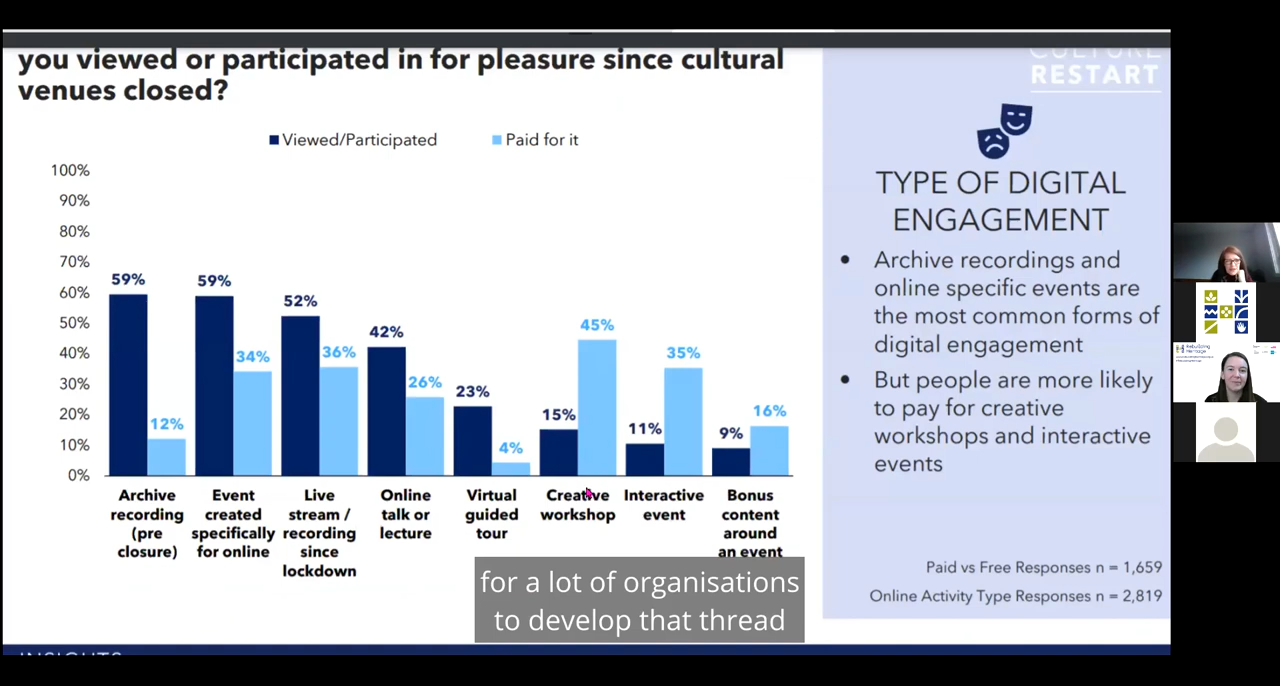 you viewed or participated in for pleasure since cultural
venues closed?
Viewed/Participated
Paid for it
100%
90%
80%
70%
60%
50%
40%
30%
20%
10%
0%
59%
12%
59%
34%
52%
36%
42%
26%
23%
4%
15%
45%
11%
35%
9%
16%
Archive
recording
(pre
closure)
Event
created
specifically
for online
Live
stream /
recording
since
lockdown
Online
talk or
lecture
Virtual
guided
tour
Creative
workshop
Interactive
event
Bonus
content
around
an event
CULTURE
RESTART
TYPE OF DIGITAL
ENGAGEMENT
• Archive recordings and
online specific events are
the most common forms of
digital engagement
• But people are more likely
to pay for creative
workshops and interactive
events
Paid vs Free Responses n = 1,659
Online Activity Type Responses n = 2,819
for a lot of organisations
to develop that thread
INSIGHTS
Rebuilding
Heritage